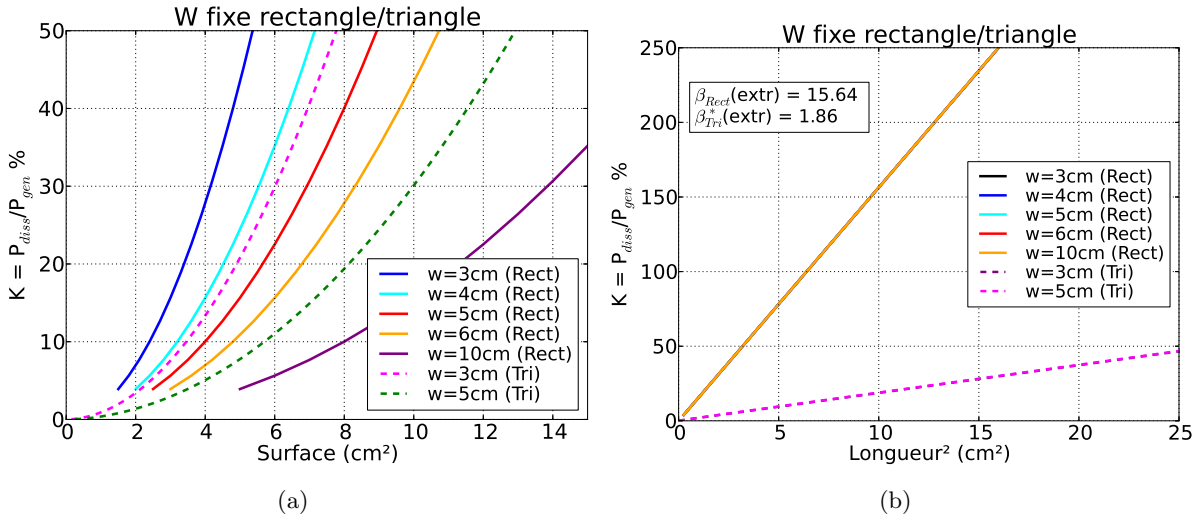 W fixe rectangle/triangle
50
40
30
20
10
0
K = P_diss/P_gen %
w=3cm (Rect)
w=4cm (Rect)
w=5cm (Rect)
w=6cm (Rect)
w=10cm (Rect)
w=3cm (Tri)
w=5cm (Tri)
0 2 4 6 8 10 12 14
Surface (cm²)
(a)
W fixe rectangle/triangle
250
200
150
100
50
0
K = P_diss/P_gen %
β_Rect(extr) = 15.64
β*_Tri(extr) = 1.86
w=3cm (Rect)
w=4cm (Rect)
w=5cm (Rect)
w=6cm (Rect)
w=10cm (Rect)
w=3cm (Tri)
w=5cm (Tri)
0 5 10 15 20 25
Longueur² (cm²)
(b)